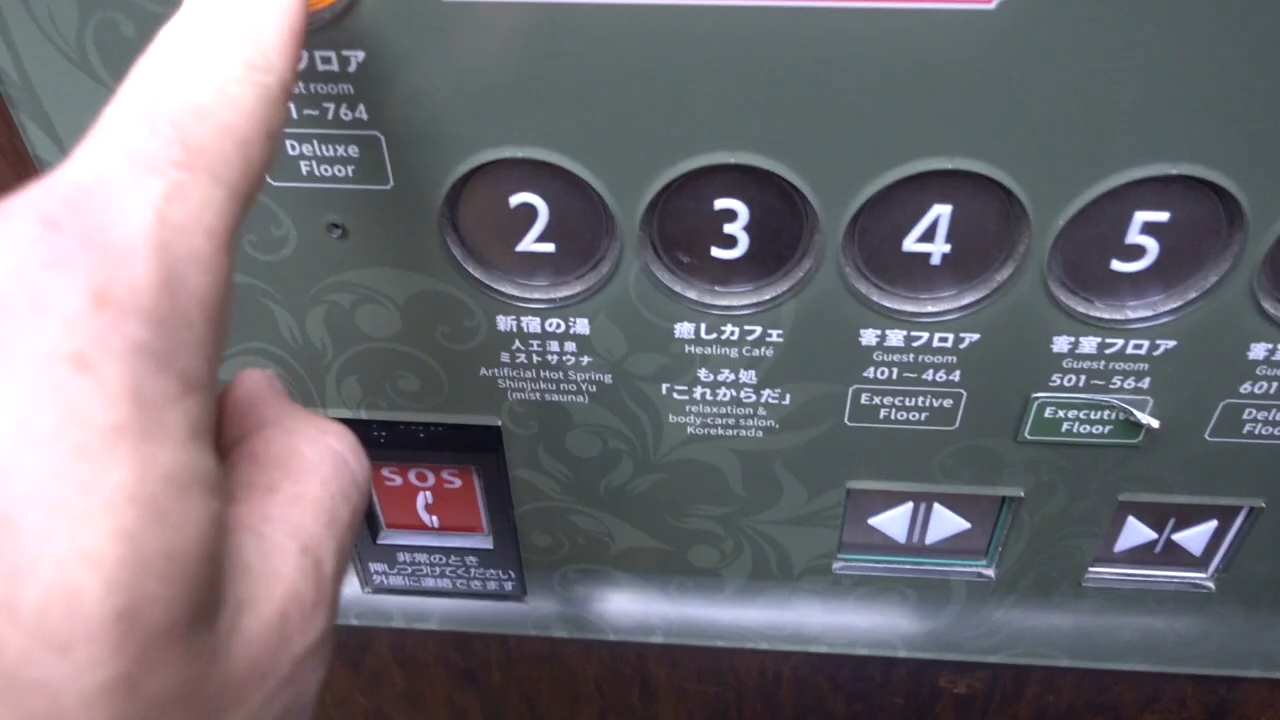 フロア
room
1～764
Deluxe
Floor
2
新宿の湯
人工温泉
ミストサウナ
Artificial Hot Spring
Shinjuku no Yu
(mist sauna)
3
癒しカフェ
Healing Café
もみ処
「これからだ」
relaxation &
body-care salon,
Korekarada
4
客室フロア
Guest room
401～464
Executive
Floor
5
客室フロア
Guest room
501～564
Executive
Floor
客
601
SOS
非常のとき
押しつづけてください
外部に連絡できます